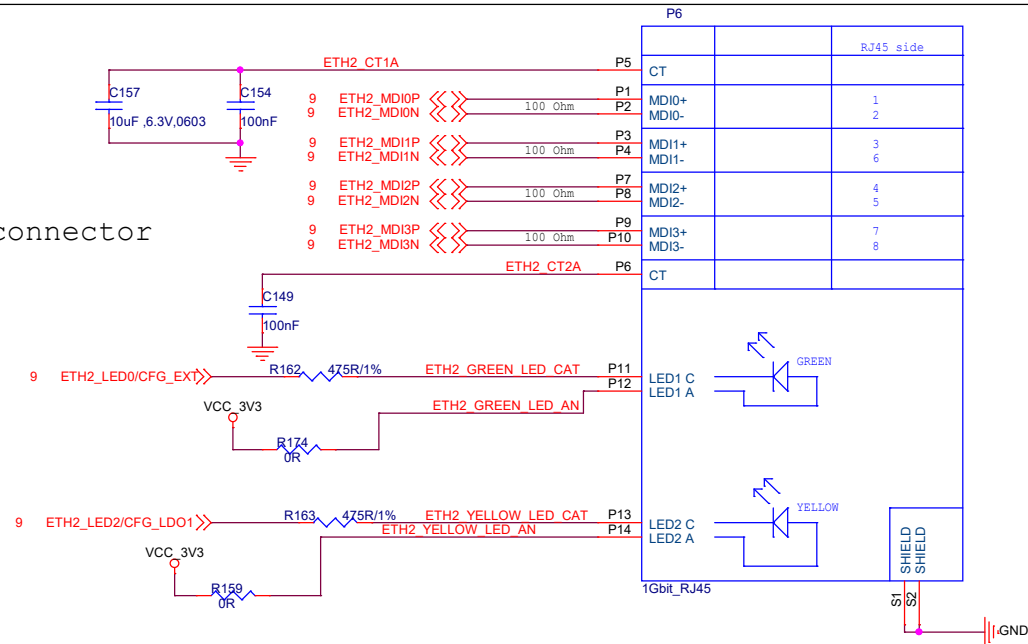 P6
RJ45 side
ETH2_CT1A P5 CT
C157 C154
10uF ,6.3V,0603 100nF
9 ETH2_MDI0P P1 MDI0+ 1
9 ETH2_MDI0N 100 Ohm P2 MDI0- 2
9 ETH2_MDI1P P3 MDI1+ 3
9 ETH2_MDI1N 100 Ohm P4 MDI1- 6
9 ETH2_MDI2P P7 MDI2+ 4
9 ETH2_MDI2N 100 Ohm P8 MDI2- 5
connector
9 ETH2_MDI3P P9 MDI3+ 7
9 ETH2_MDI3N 100 Ohm P10 MDI3- 8
ETH2_CT2A P6 CT
C149
100nF
GREEN
9 ETH2_LED0/CFG_EXT R162 475R/1% ETH2_GREEN_LED_CAT P11 LED1 C
P12 LED1 A
VCC_3V3 ETH2_GREEN_LED_AN
R174
0R
YELLOW
9 ETH2_LED2/CFG_LDO1 R163 475R/1% ETH2_YELLOW_LED_CAT P13 LED2 C
ETH2_YELLOW_LED_AN P14 LED2 A
VCC_3V3
SHIELD
SHIELD
R159
0R
1Gbit_RJ45
S1
S2
GND